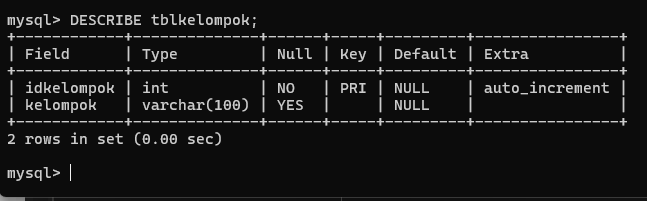 mysql> DESCRIBE tblkelompok;
+------------+--------------+------+-----+---------+----------------+
| Field      | Type         | Null | Key | Default | Extra          |
+------------+--------------+------+-----+---------+----------------+
| idkelompok | int          | NO   | PRI | NULL    | auto_increment |
| kelompok   | varchar(100) | YES  |     | NULL    |                |
+------------+--------------+------+-----+---------+----------------+
2 rows in set (0.00 sec)
mysql>